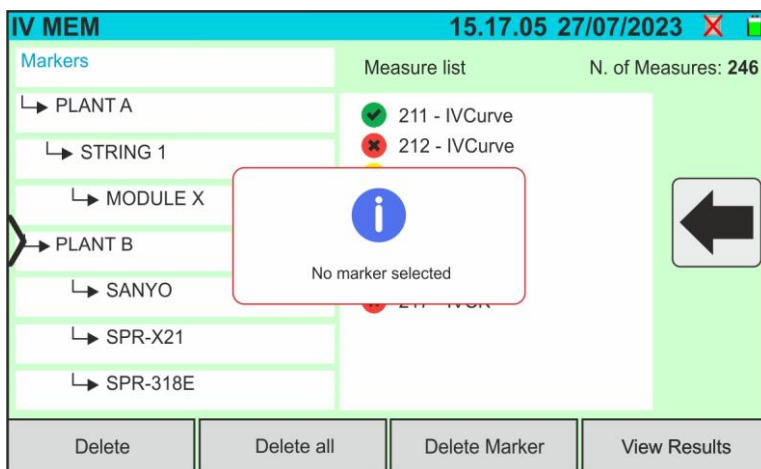 IV MEM 15.17.05 27/07/2023
Markers
Measure list N. of Measures: 246
PLANT A
211 - IVCurve
STRING 1
212 - IVCurve
MODULE X
PLANT B
No marker selected
SANYO
SPR-X21
SPR-318E
Delete Delete all Delete Marker View Results